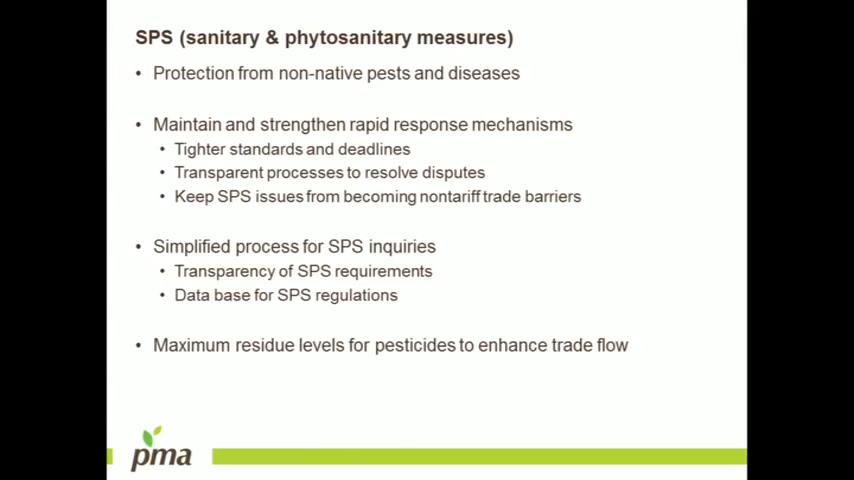 SPS (sanitary & phytosanitary measures)
• Protection from non-native pests and diseases
• Maintain and strengthen rapid response mechanisms
• Tighter standards and deadlines
• Transparent processes to resolve disputes
• Keep SPS issues from becoming nontariff trade barriers
• Simplified process for SPS inquiries
• Transparency of SPS requirements
• Data base for SPS regulations
• Maximum residue levels for pesticides to enhance trade flow
pma